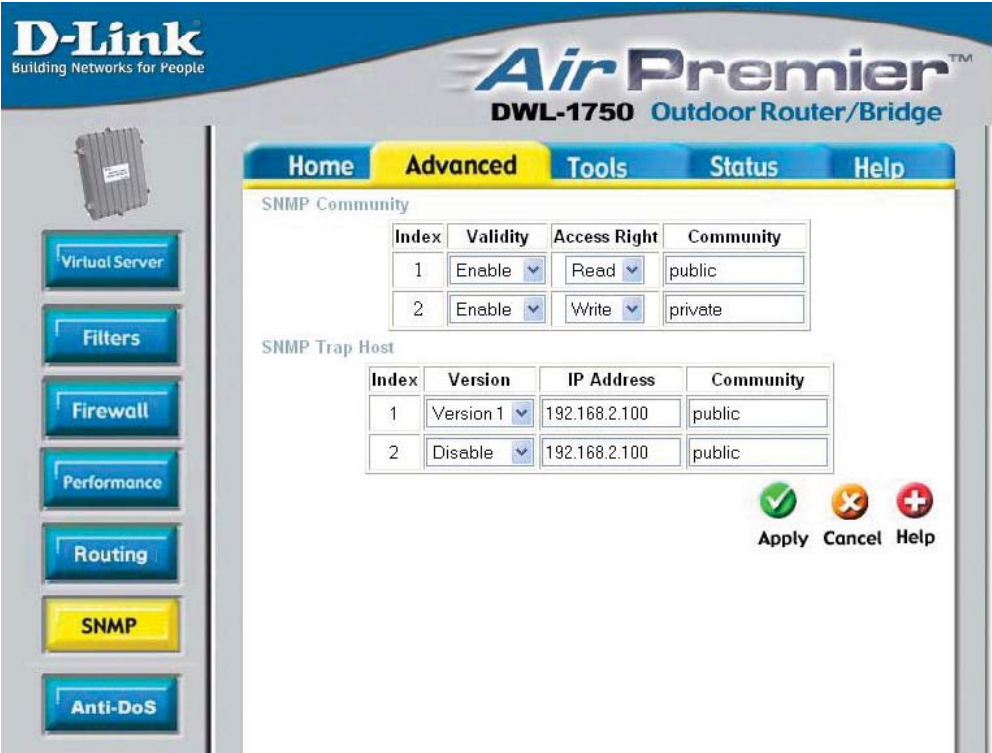 D-Link
Building Networks for People
Air Premier™
DWL-1750 Outdoor Router/Bridge
Home Advanced Tools Status Help
Virtual Server
Filters
Firewall
Performance
Routing
SNMP
Anti-DoS
SNMP Community
Index Validity Access Right Community
1 Enable Read public
2 Enable Write private
SNMP Trap Host
Index Version IP Address Community
1 Version 1 192.168.2.100 public
2 Disable 192.168.2.100 public
Apply Cancel Help